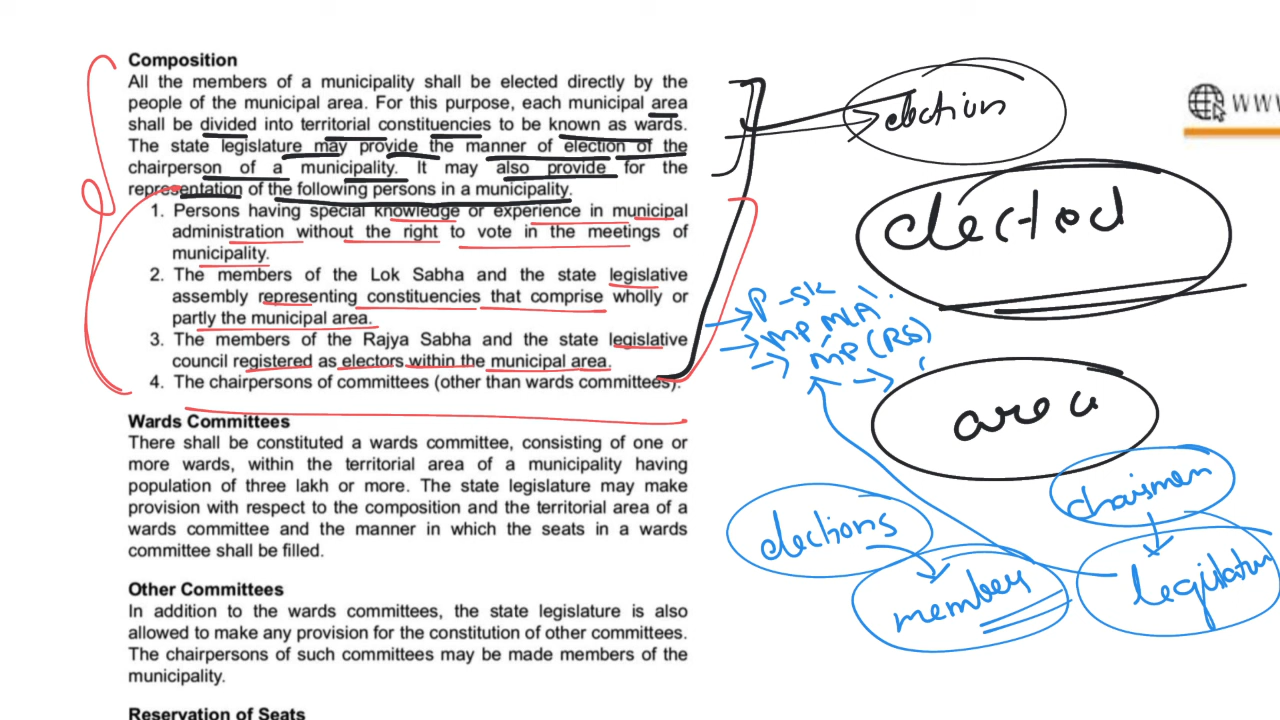 Composition
All the members of a municipality shall be elected directly by the
people of the municipal area. For this purpose, each municipal area
shall be divided into territorial constituencies to be known as wards.
The state legislature may provide the manner of election of the
chairperson of a municipality. It may also provide for the
representation of the following persons in a municipality.
1. Persons having special knowledge or experience in municipal
administration without the right to vote in the meetings of
municipality.
2. The members of the Lok Sabha and the state legislative
assembly representing constituencies that comprise wholly or
partly the municipal area.
3. The members of the Rajya Sabha and the state legislative
council registered as electors within the municipal area.
4. The chairpersons of committees (other than wards committees).
Wards Committees
There shall be constituted a wards committee, consisting of one or
more wards, within the territorial area of a municipality having
population of three lakh or more. The state legislature may make
provision with respect to the composition and the territorial area of a
wards committee and the manner in which the seats in a wards
committee shall be filled.
Other Committees
In addition to the wards committees, the state legislature is also
allowed to make any provision for the constitution of other committees.
The chairpersons of such committees may be made members of the
municipality.
Reservation of Seats
WWW
election
elected
P - SK
MP MLA
MP (RS)
area
chairmen
elections
members
legislatur